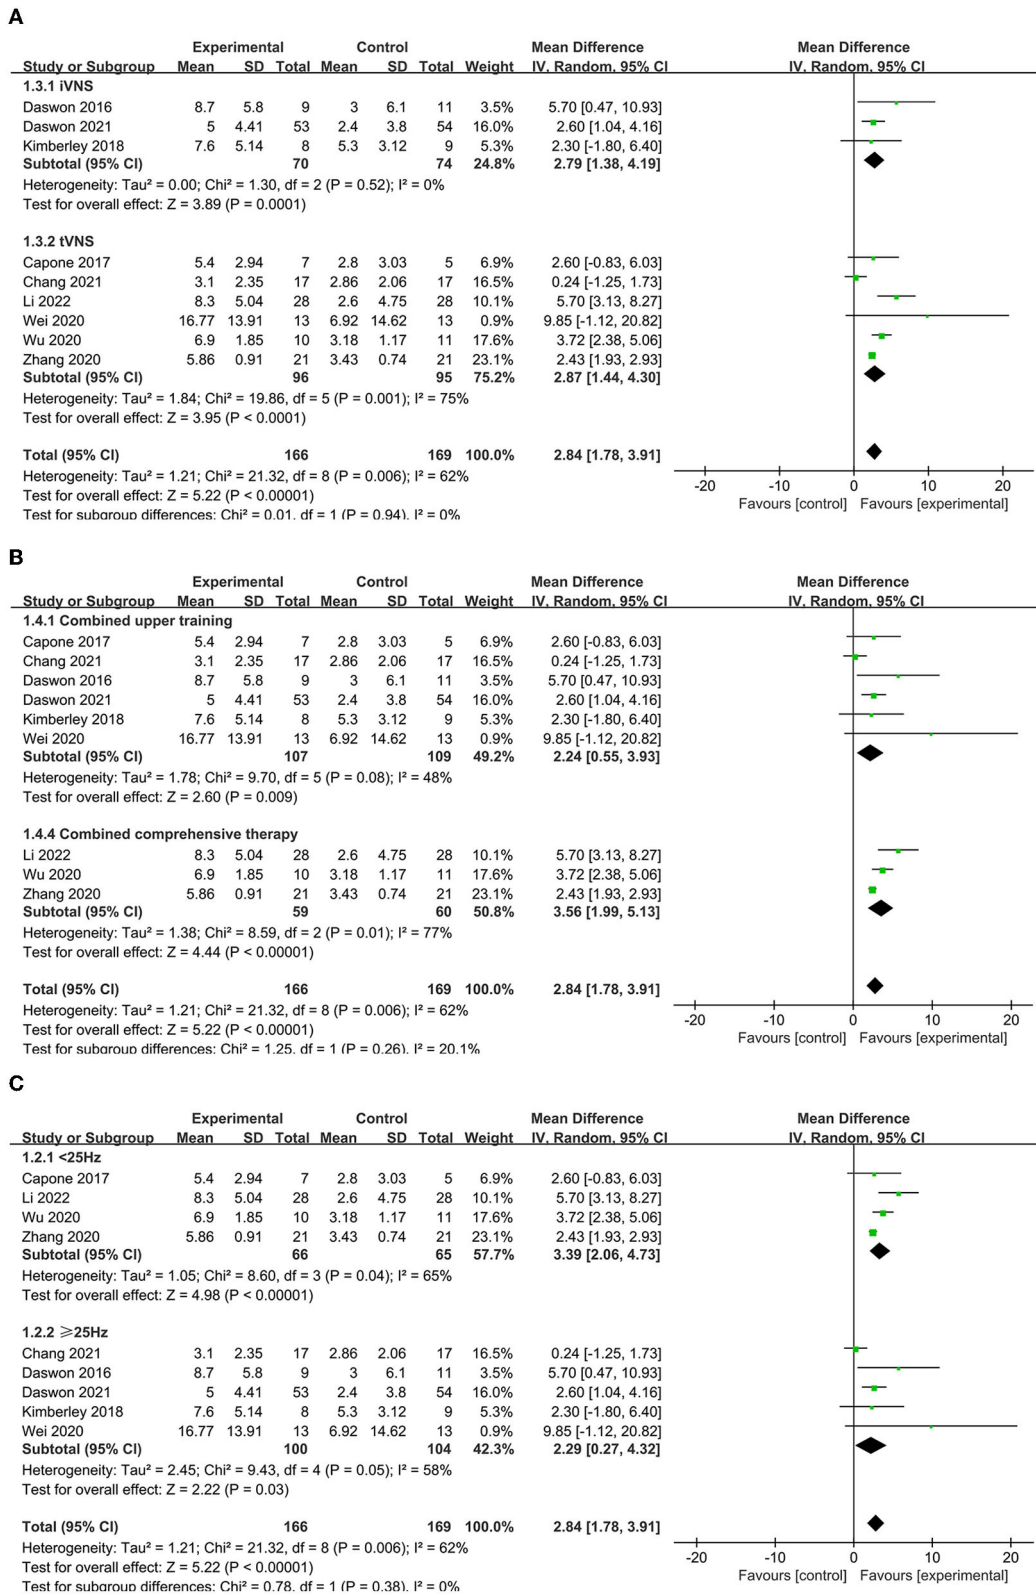 A
Experimental Control Mean Difference Mean Difference
Study or Subgroup Mean SD Total Mean SD Total Weight IV, Random, 95% CI IV, Random, 95% CI
1.3.1 iVNS
Daswon 2016 8.7 5.8 9 3 6.1 11 3.5% 5.70 [0.47, 10.93]
Daswon 2021 5 4.41 53 2.4 3.8 54 16.0% 2.60 [1.04, 4.16]
Kimberley 2018 7.6 5.14 8 5.3 3.12 9 5.3% 2.30 [-1.80, 6.40]
Subtotal (95% CI) 70 74 24.8% 2.79 [1.38, 4.19]
Heterogeneity: Tau² = 0.00; Chi² = 1.30, df = 2 (P = 0.52); I² = 0%
Test for overall effect: Z = 3.89 (P = 0.0001)
1.3.2 tVNS
Capone 2017 5.4 2.94 7 2.8 3.03 5 6.9% 2.60 [-0.83, 6.03]
Chang 2021 3.1 2.35 17 2.86 2.06 17 16.5% 0.24 [-1.25, 1.73]
Li 2022 8.3 5.04 28 2.6 4.75 28 10.1% 5.70 [3.13, 8.27]
Wei 2020 16.77 13.91 13 6.92 14.62 13 0.9% 9.85 [-1.12, 20.82]
Wu 2020 6.9 1.85 10 3.18 1.17 11 17.6% 3.72 [2.38, 5.06]
Zhang 2020 5.86 0.91 21 3.43 0.74 21 23.1% 2.43 [1.93, 2.93]
Subtotal (95% CI) 96 95 75.2% 2.87 [1.44, 4.30]
Heterogeneity: Tau² = 1.84; Chi² = 19.86, df = 5 (P = 0.001); I² = 75%
Test for overall effect: Z = 3.95 (P < 0.0001)
Total (95% CI) 166 169 100.0% 2.84 [1.78, 3.91]
Heterogeneity: Tau² = 1.21; Chi² = 21.32, df = 8 (P = 0.006); I² = 62%
Test for overall effect: Z = 5.22 (P < 0.00001)
Test for subgroup differences: Chi² = 0.01, df = 1 (P = 0.94), I² = 0%
-20 -10 0 10 20
Favours [control] Favours [experimental]
B
Experimental Control Mean Difference Mean Difference
Study or Subgroup Mean SD Total Mean SD Total Weight IV, Random, 95% CI IV, Random, 95% CI
1.4.1 Combined upper training
Capone 2017 5.4 2.94 7 2.8 3.03 5 6.9% 2.60 [-0.83, 6.03]
Chang 2021 3.1 2.35 17 2.86 2.06 17 16.5% 0.24 [-1.25, 1.73]
Daswon 2016 8.7 5.8 9 3 6.1 11 3.5% 5.70 [0.47, 10.93]
Daswon 2021 5 4.41 53 2.4 3.8 54 16.0% 2.60 [1.04, 4.16]
Kimberley 2018 7.6 5.14 8 5.3 3.12 9 5.3% 2.30 [-1.80, 6.40]
Wei 2020 16.77 13.91 13 6.92 14.62 13 0.9% 9.85 [-1.12, 20.82]
Subtotal (95% CI) 107 109 49.2% 2.24 [0.55, 3.93]
Heterogeneity: Tau² = 1.78; Chi² = 9.70, df = 5 (P = 0.08); I² = 48%
Test for overall effect: Z = 2.60 (P = 0.009)
1.4.4 Combined comprehensive therapy
Li 2022 8.3 5.04 28 2.6 4.75 28 10.1% 5.70 [3.13, 8.27]
Wu 2020 6.9 1.85 10 3.18 1.17 11 17.6% 3.72 [2.38, 5.06]
Zhang 2020 5.86 0.91 21 3.43 0.74 21 23.1% 2.43 [1.93, 2.93]
Subtotal (95% CI) 59 60 50.8% 3.56 [1.99, 5.13]
Heterogeneity: Tau² = 1.38; Chi² = 8.59, df = 2 (P = 0.01); I² = 77%
Test for overall effect: Z = 4.44 (P < 0.00001)
Total (95% CI) 166 169 100.0% 2.84 [1.78, 3.91]
Heterogeneity: Tau² = 1.21; Chi² = 21.32, df = 8 (P = 0.006); I² = 62%
Test for overall effect: Z = 5.22 (P < 0.00001)
Test for subgroup differences: Chi² = 1.25, df = 1 (P = 0.26), I² = 20.1%
-20 -10 0 10 20
Favours [control] Favours [experimental]
C
Experimental Control Mean Difference Mean Difference
Study or Subgroup Mean SD Total Mean SD Total Weight IV, Random, 95% CI IV, Random, 95% CI
1.2.1 <25Hz
Capone 2017 5.4 2.94 7 2.8 3.03 5 6.9% 2.60 [-0.83, 6.03]
Li 2022 8.3 5.04 28 2.6 4.75 28 10.1% 5.70 [3.13, 8.27]
Wu 2020 6.9 1.85 10 3.18 1.17 11 17.6% 3.72 [2.38, 5.06]
Zhang 2020 5.86 0.91 21 3.43 0.74 21 23.1% 2.43 [1.93, 2.93]
Subtotal (95% CI) 66 65 57.7% 3.39 [2.06, 4.73]
Heterogeneity: Tau² = 1.05; Chi² = 8.60, df = 3 (P = 0.04); I² = 65%
Test for overall effect: Z = 4.98 (P < 0.00001)
1.2.2 ⩾25Hz
Chang 2021 3.1 2.35 17 2.86 2.06 17 16.5% 0.24 [-1.25, 1.73]
Daswon 2016 8.7 5.8 9 3 6.1 11 3.5% 5.70 [0.47, 10.93]
Daswon 2021 5 4.41 53 2.4 3.8 54 16.0% 2.60 [1.04, 4.16]
Kimberley 2018 7.6 5.14 8 5.3 3.12 9 5.3% 2.30 [-1.80, 6.40]
Wei 2020 16.77 13.91 13 6.92 14.62 13 0.9% 9.85 [-1.12, 20.82]
Subtotal (95% CI) 100 104 42.3% 2.29 [0.27, 4.32]
Heterogeneity: Tau² = 2.45; Chi² = 9.43, df = 4 (P = 0.05); I² = 58%
Test for overall effect: Z = 2.22 (P = 0.03)
Total (95% CI) 166 169 100.0% 2.84 [1.78, 3.91]
Heterogeneity: Tau² = 1.21; Chi² = 21.32, df = 8 (P = 0.006); I² = 62%
Test for overall effect: Z = 5.22 (P < 0.00001)
Test for subgroup differences: Chi² = 0.78, df = 1 (P = 0.38), I² = 0%
-20 -10 0 10 20
Favours [control] Favours [experimental]